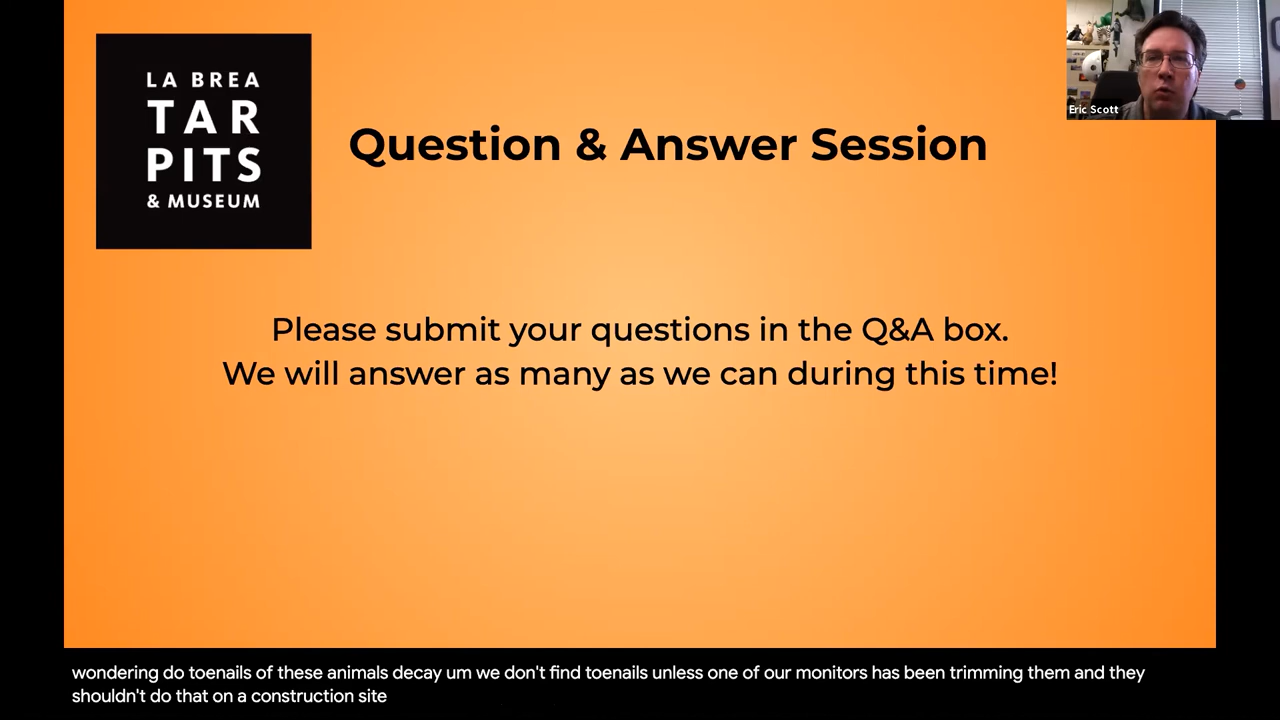 LA BREA
TAR
PITS
& MUSEUM
Question & Answer Session
Eric Scott
Please submit your questions in the Q&A box.
We will answer as many as we can during this time!
wondering do toenails of these animals decay um we don't find toenails unless one of our monitors has been trimming them and they
shouldn't do that on a construction site